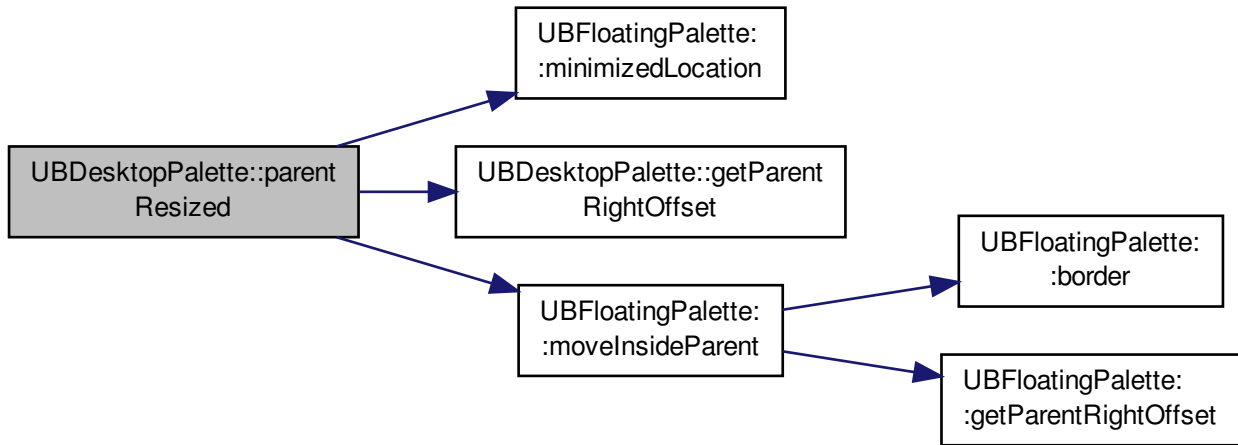 UBFloatingPalette:
:minimizedLocation
UBDesktopPalette::parent
Resized
UBDesktopPalette::getParent
RightOffset
UBFloatingPalette:
:moveInsideParent
UBFloatingPalette:
:border
UBFloatingPalette:
:getParentRightOffset